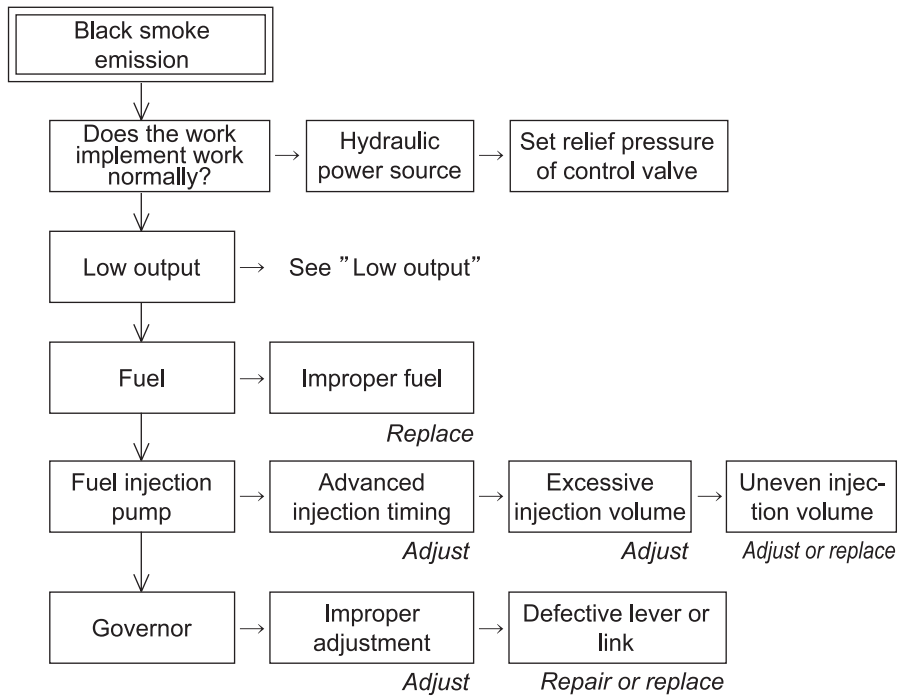 Black smoke
emission
Does the work
implement work
normally?
Hydraulic
power source
Set relief pressure
of control valve
Low output
See ”Low output”
Fuel
Improper fuel
Replace
Fuel injection
pump
Advanced
injection timing
Adjust
Excessive
injection volume
Adjust
Uneven injec-
tion volume
Adjust or replace
Governor
Improper
adjustment
Adjust
Defective lever or
link
Repair or replace